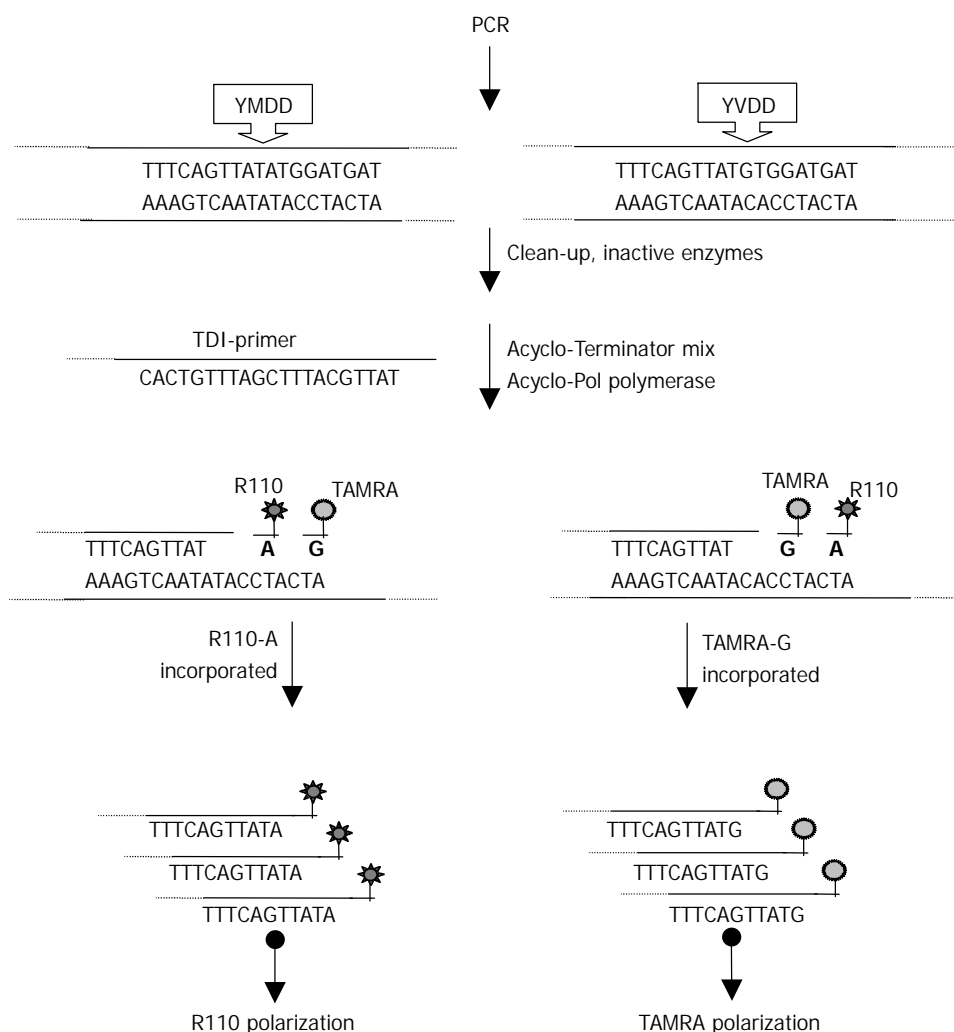 PCR
YMDD
YVDD
TTTCAGTTATATGGATGAT
AAAGTCAATATACCTACTA
TTTCAGTTATGTGGATGAT
AAAGTCAATACACCTACTA
Clean-up, inactive enzymes
TDI-primer
CACTGTTTAGCTTTACGTTAT
Acyclo-Terminator mix
Acyclo-Pol polymerase
R110
TAMRA
TTTCAGTTAT A G
AAAGTCAATATACCTACTA
TAMRA
R110
TTTCAGTTAT G A
AAAGTCAATACACCTACTA
R110-A
incorporated
TAMRA-G
incorporated
TTTCAGTTATA
TTTCAGTTATA
TTTCAGTTATA
TTTCAGTTATG
TTTCAGTTATG
TTTCAGTTATG
R110 polarization
TAMRA polarization